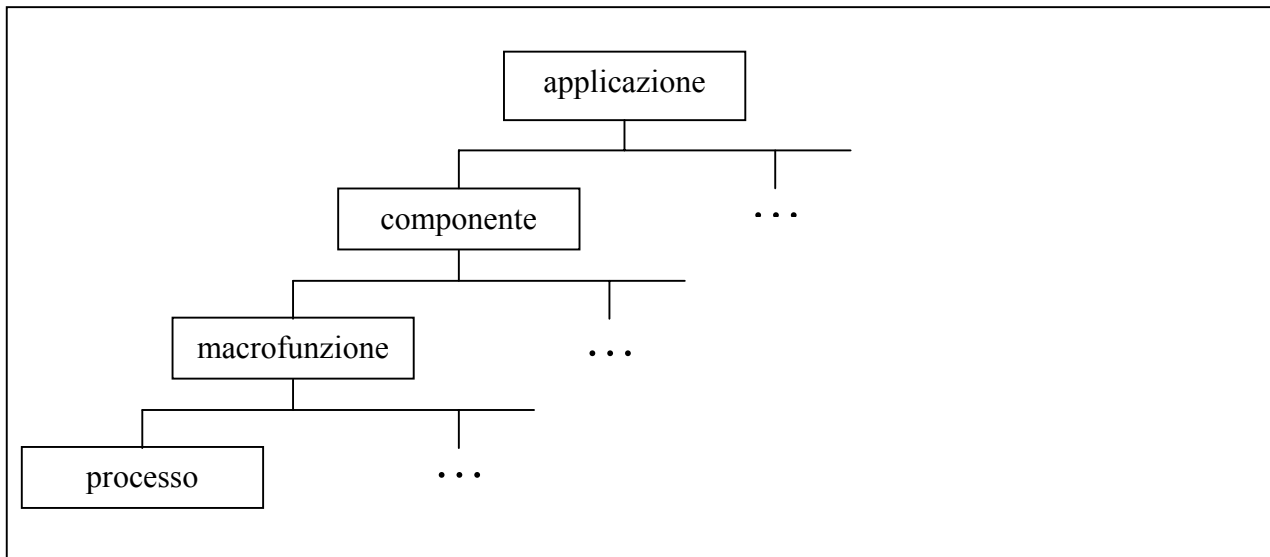 applicazione
componente
. . .
macrofunzione
. . .
processo
. . .